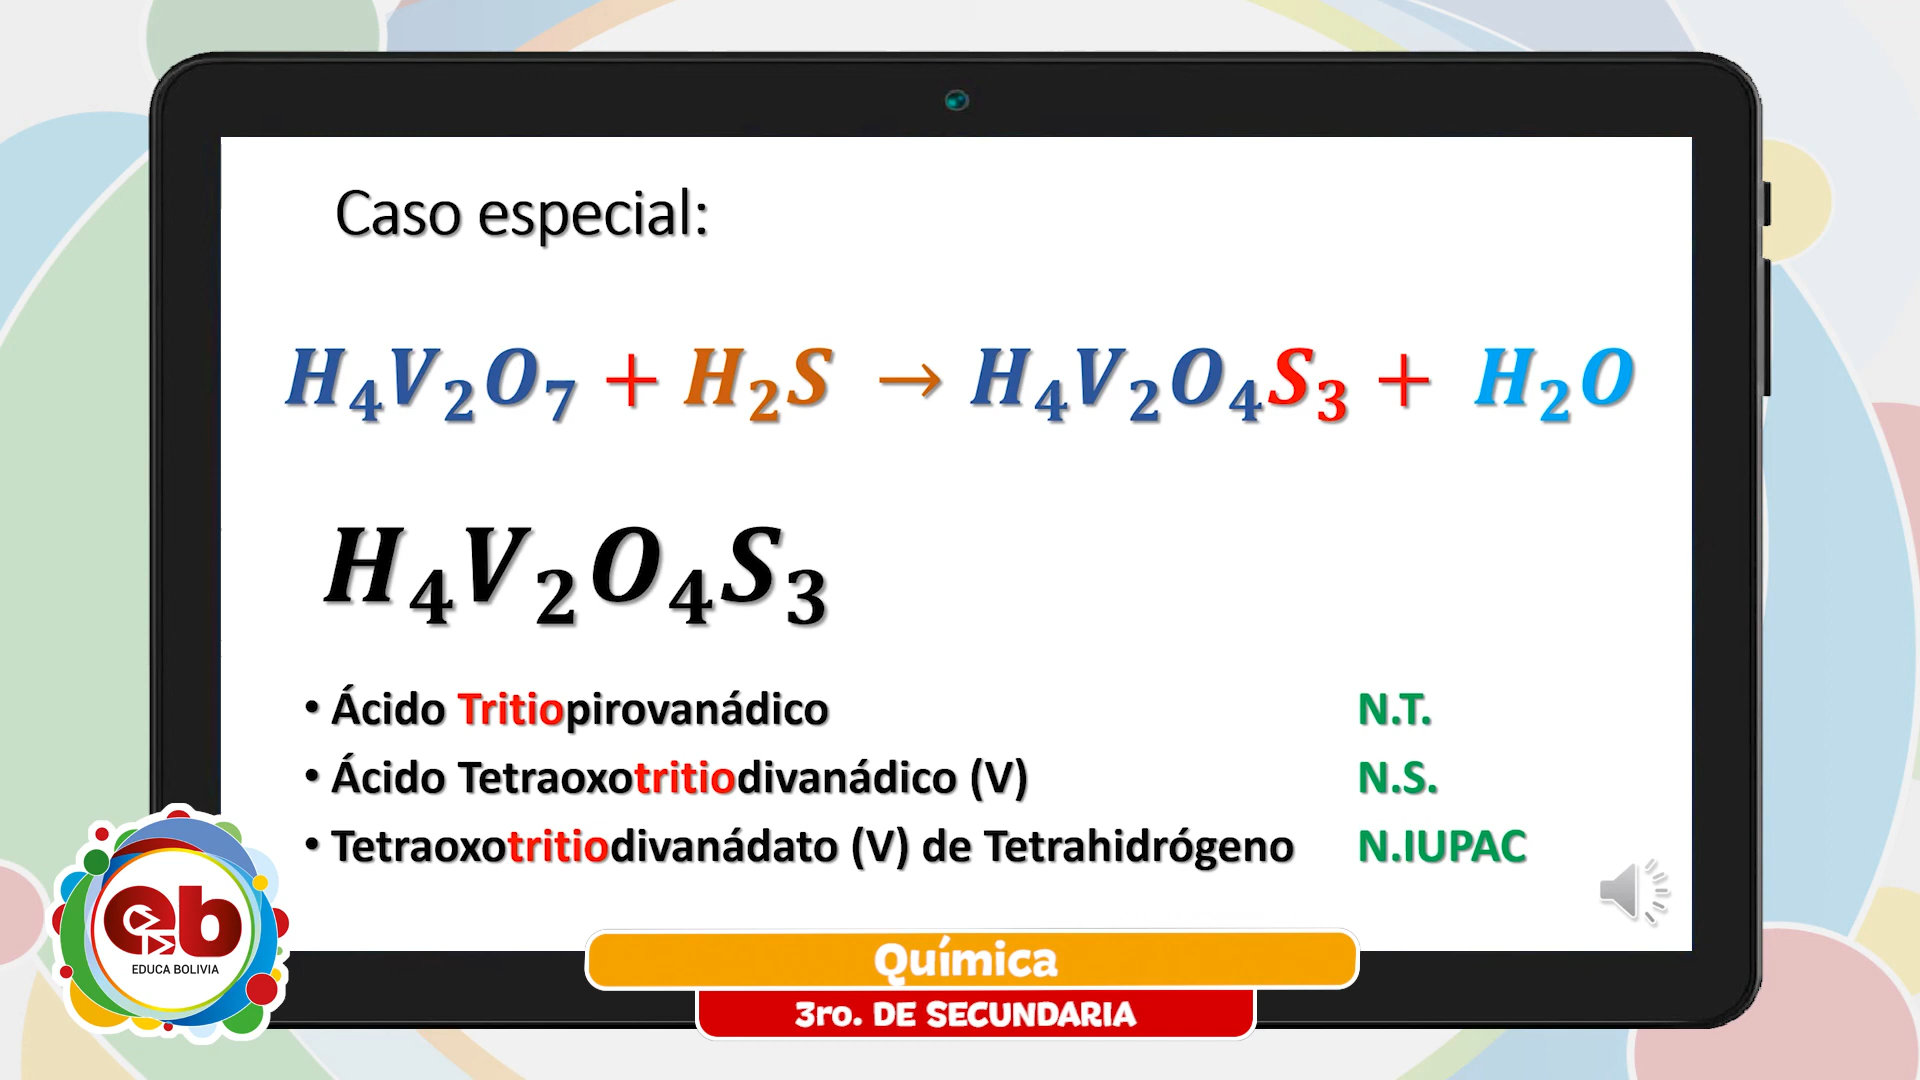 Caso especial:
H₄V₂O₇ + H₂S → H₄V₂O₄S₃ + H₂O
H₄V₂O₄S₃
• Ácido Tritiopirovanádico N.T.
• Ácido Tetraoxotritiodivanádico (V) N.S.
• Tetraoxotritiodivanádato (V) de Tetrahidrógeno N.IUPAC
eb
EDUCA BOLIVIA
Química
3ro. DE SECUNDARIA